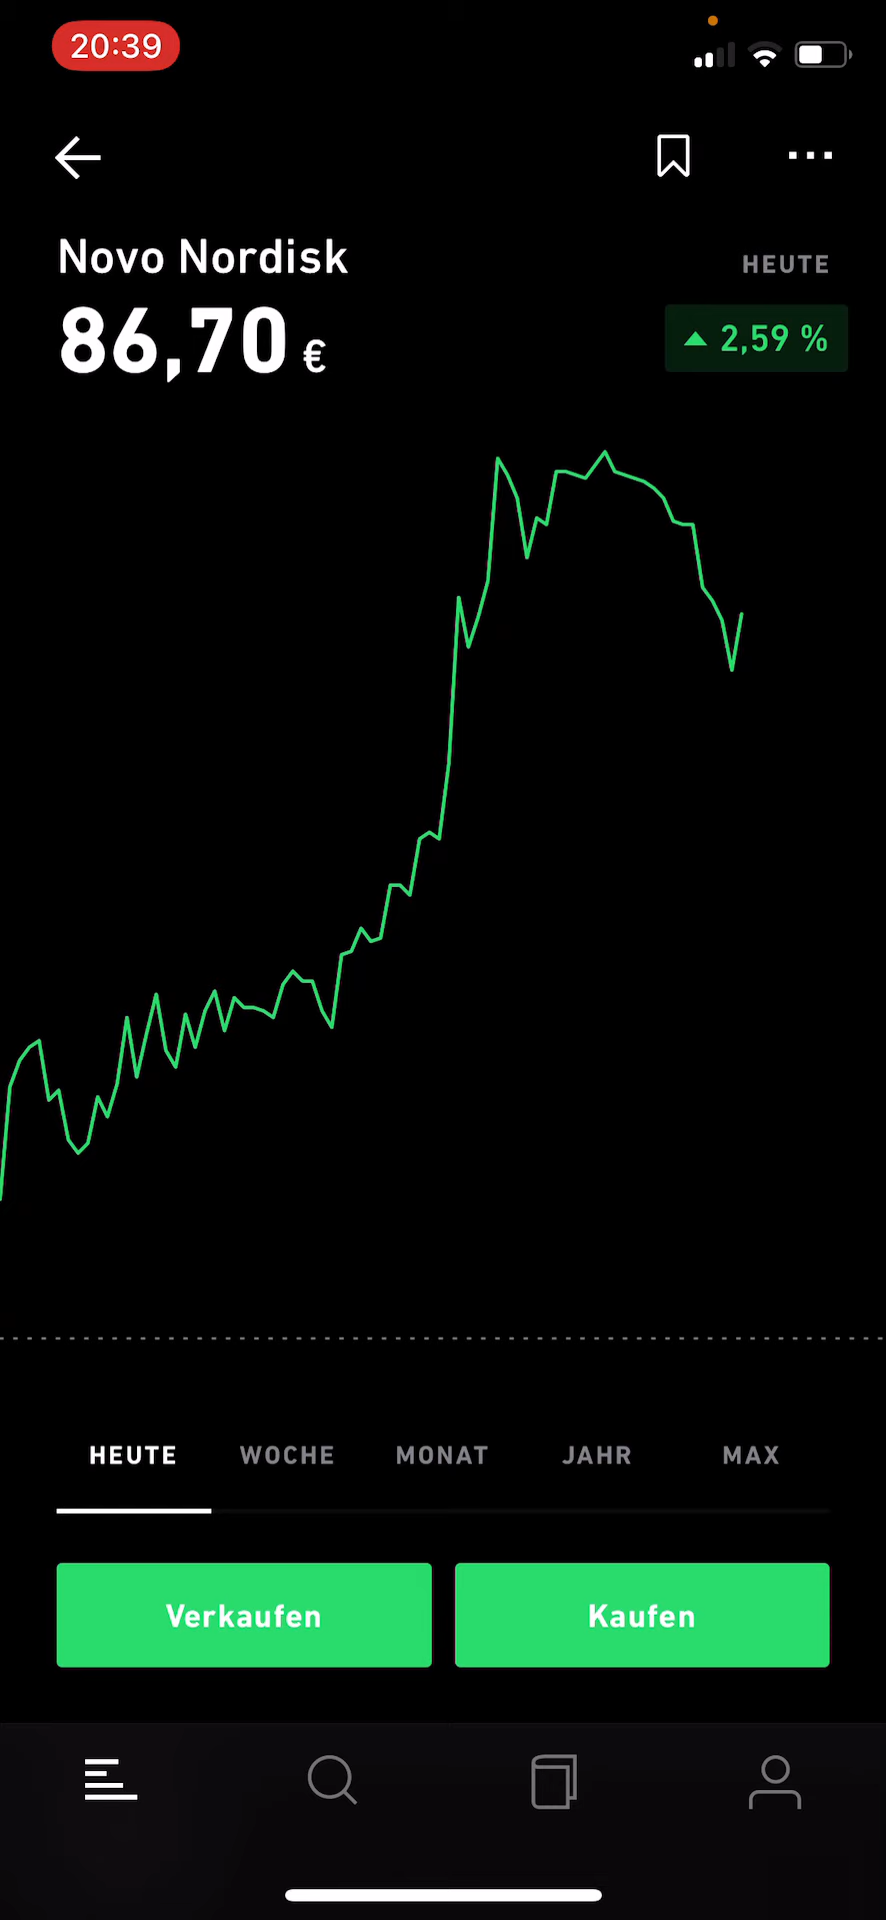 20:39
Novo Nordisk
HEUTE
86,70 €
2,59 %
HEUTE WOCHE MONAT JAHR MAX
Verkaufen Kaufen